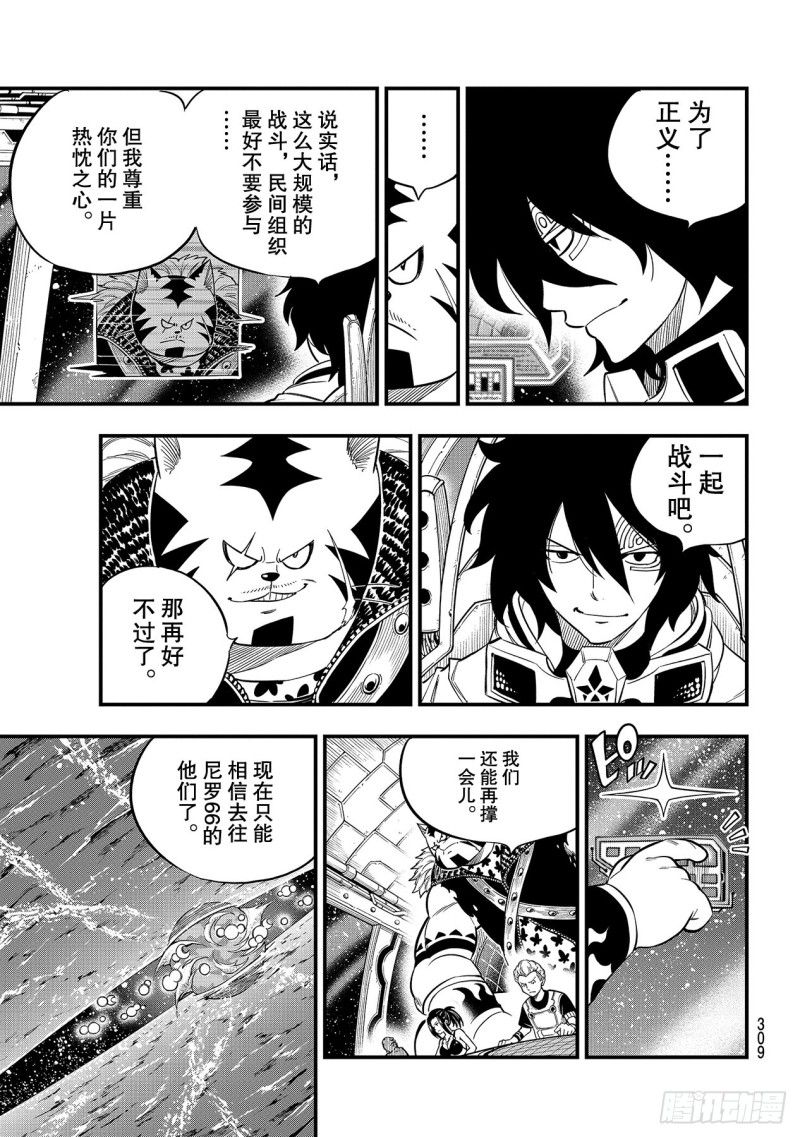 为了
正义……
……
说实话，
这么大规模的
战斗，民间组织
最好不要参与
……
但我尊重
你们的一片
热忱之心。
一起
战斗吧。
那再好
不过了。
ピピッ
我们
还能再撑
一会儿。
现在只能
相信去往
尼罗66的
他们了。
309
腾讯动漫